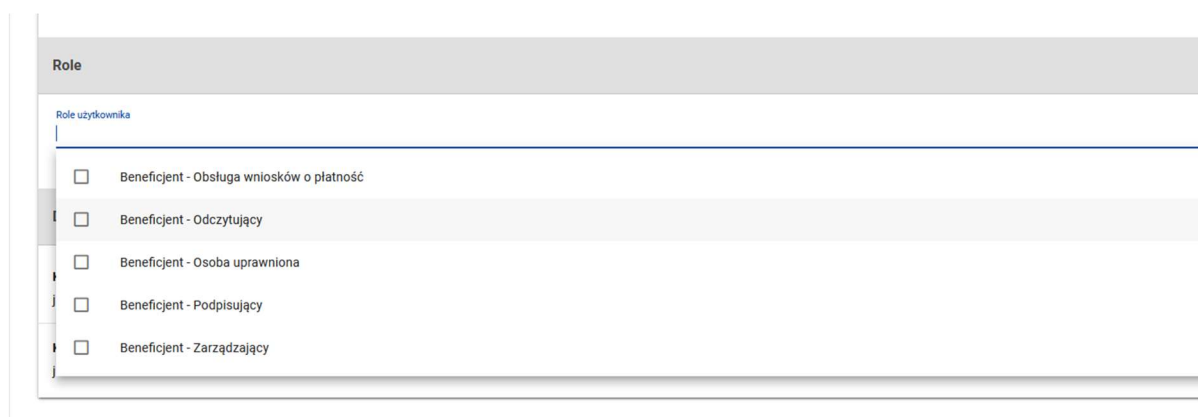 Role
Role użytkownika
Beneficjent - Obsługa wniosków o płatność
Beneficjent - Odczytujący
Beneficjent - Osoba uprawniona
Beneficjent - Podpisujący
Beneficjent - Zarządzający